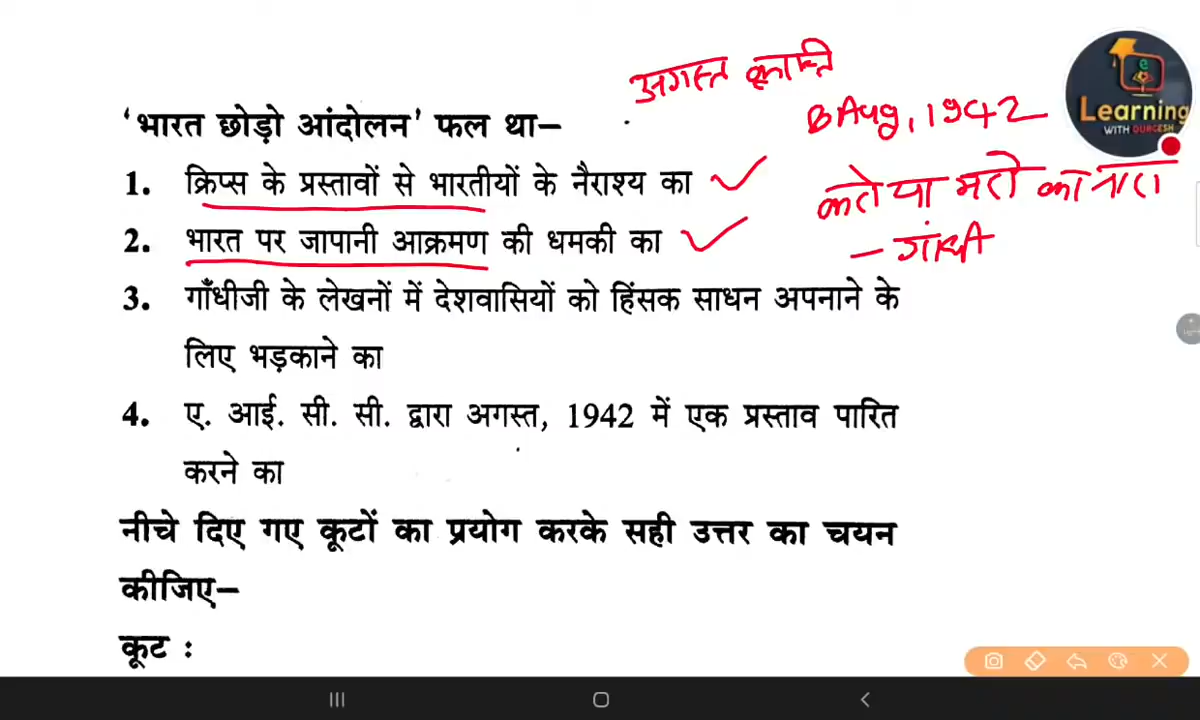 अगस्त क्रान्ति
8 Aug, 1942
e
Learning
WITH DURGESH
'भारत छोड़ो आंदोलन' फल था–
1. क्रिप्स के प्रस्तावों से भारतीयों के नैराश्य का
करो या मरो का नारा
2. भारत पर जापानी आक्रमण की धमकी का
– गांधी
3. गाँधीजी के लेखनों में देशवासियों को हिंसक साधन अपनाने के
लिए भड़काने का
4. ए. आई. सी. सी. द्वारा अगस्त, 1942 में एक प्रस्ताव पारित
करने का
नीचे दिए गए कूटों का प्रयोग करके सही उत्तर का चयन
कीजिए–
कूट :